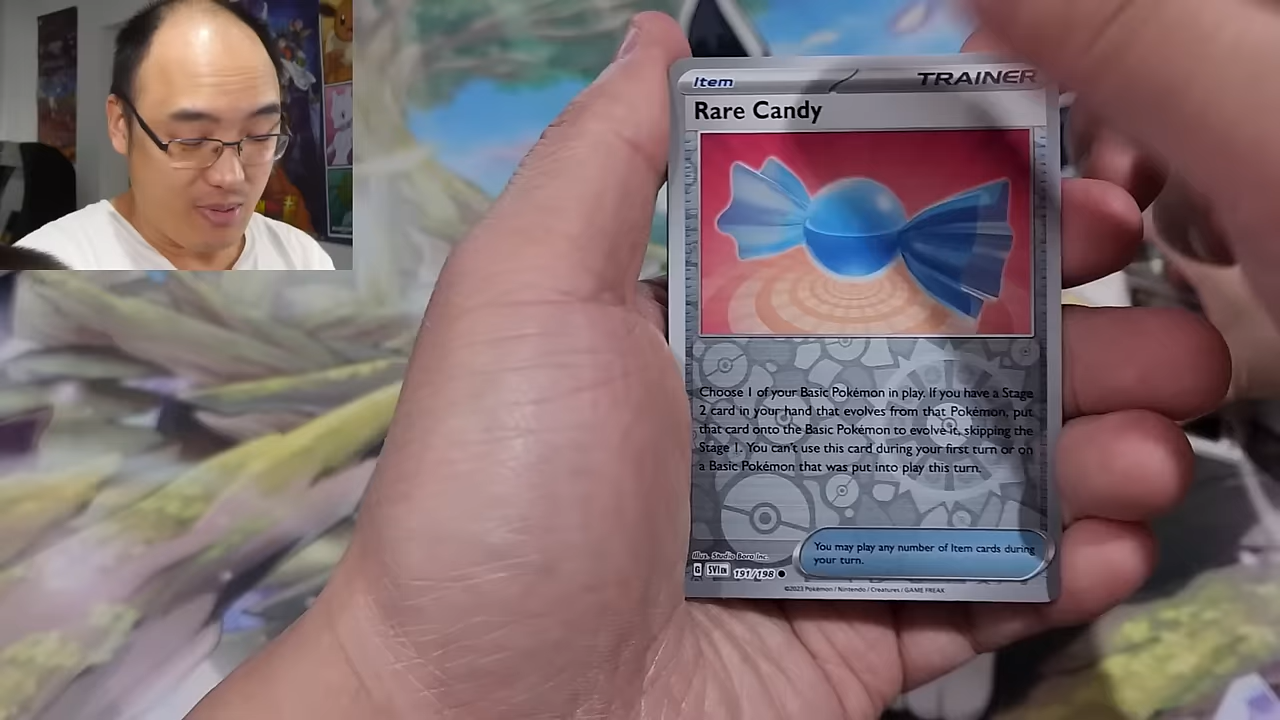 Item
TRAINER
Rare Candy
Choose 1 of your Basic Pokémon in play. If you have a Stage
2 card in your hand that evolves from that Pokémon, put
that card onto the Basic Pokémon to evolve it, skipping the
Stage 1. You can't use this card during your first turn or on
a Basic Pokémon that was put into play this turn.
You may play any number of Item cards during
your turn.
Illus. Studio Bora Inc.
G SVI EN 191/198
©2023 Pokémon / Nintendo / Creatures / GAME FREAK